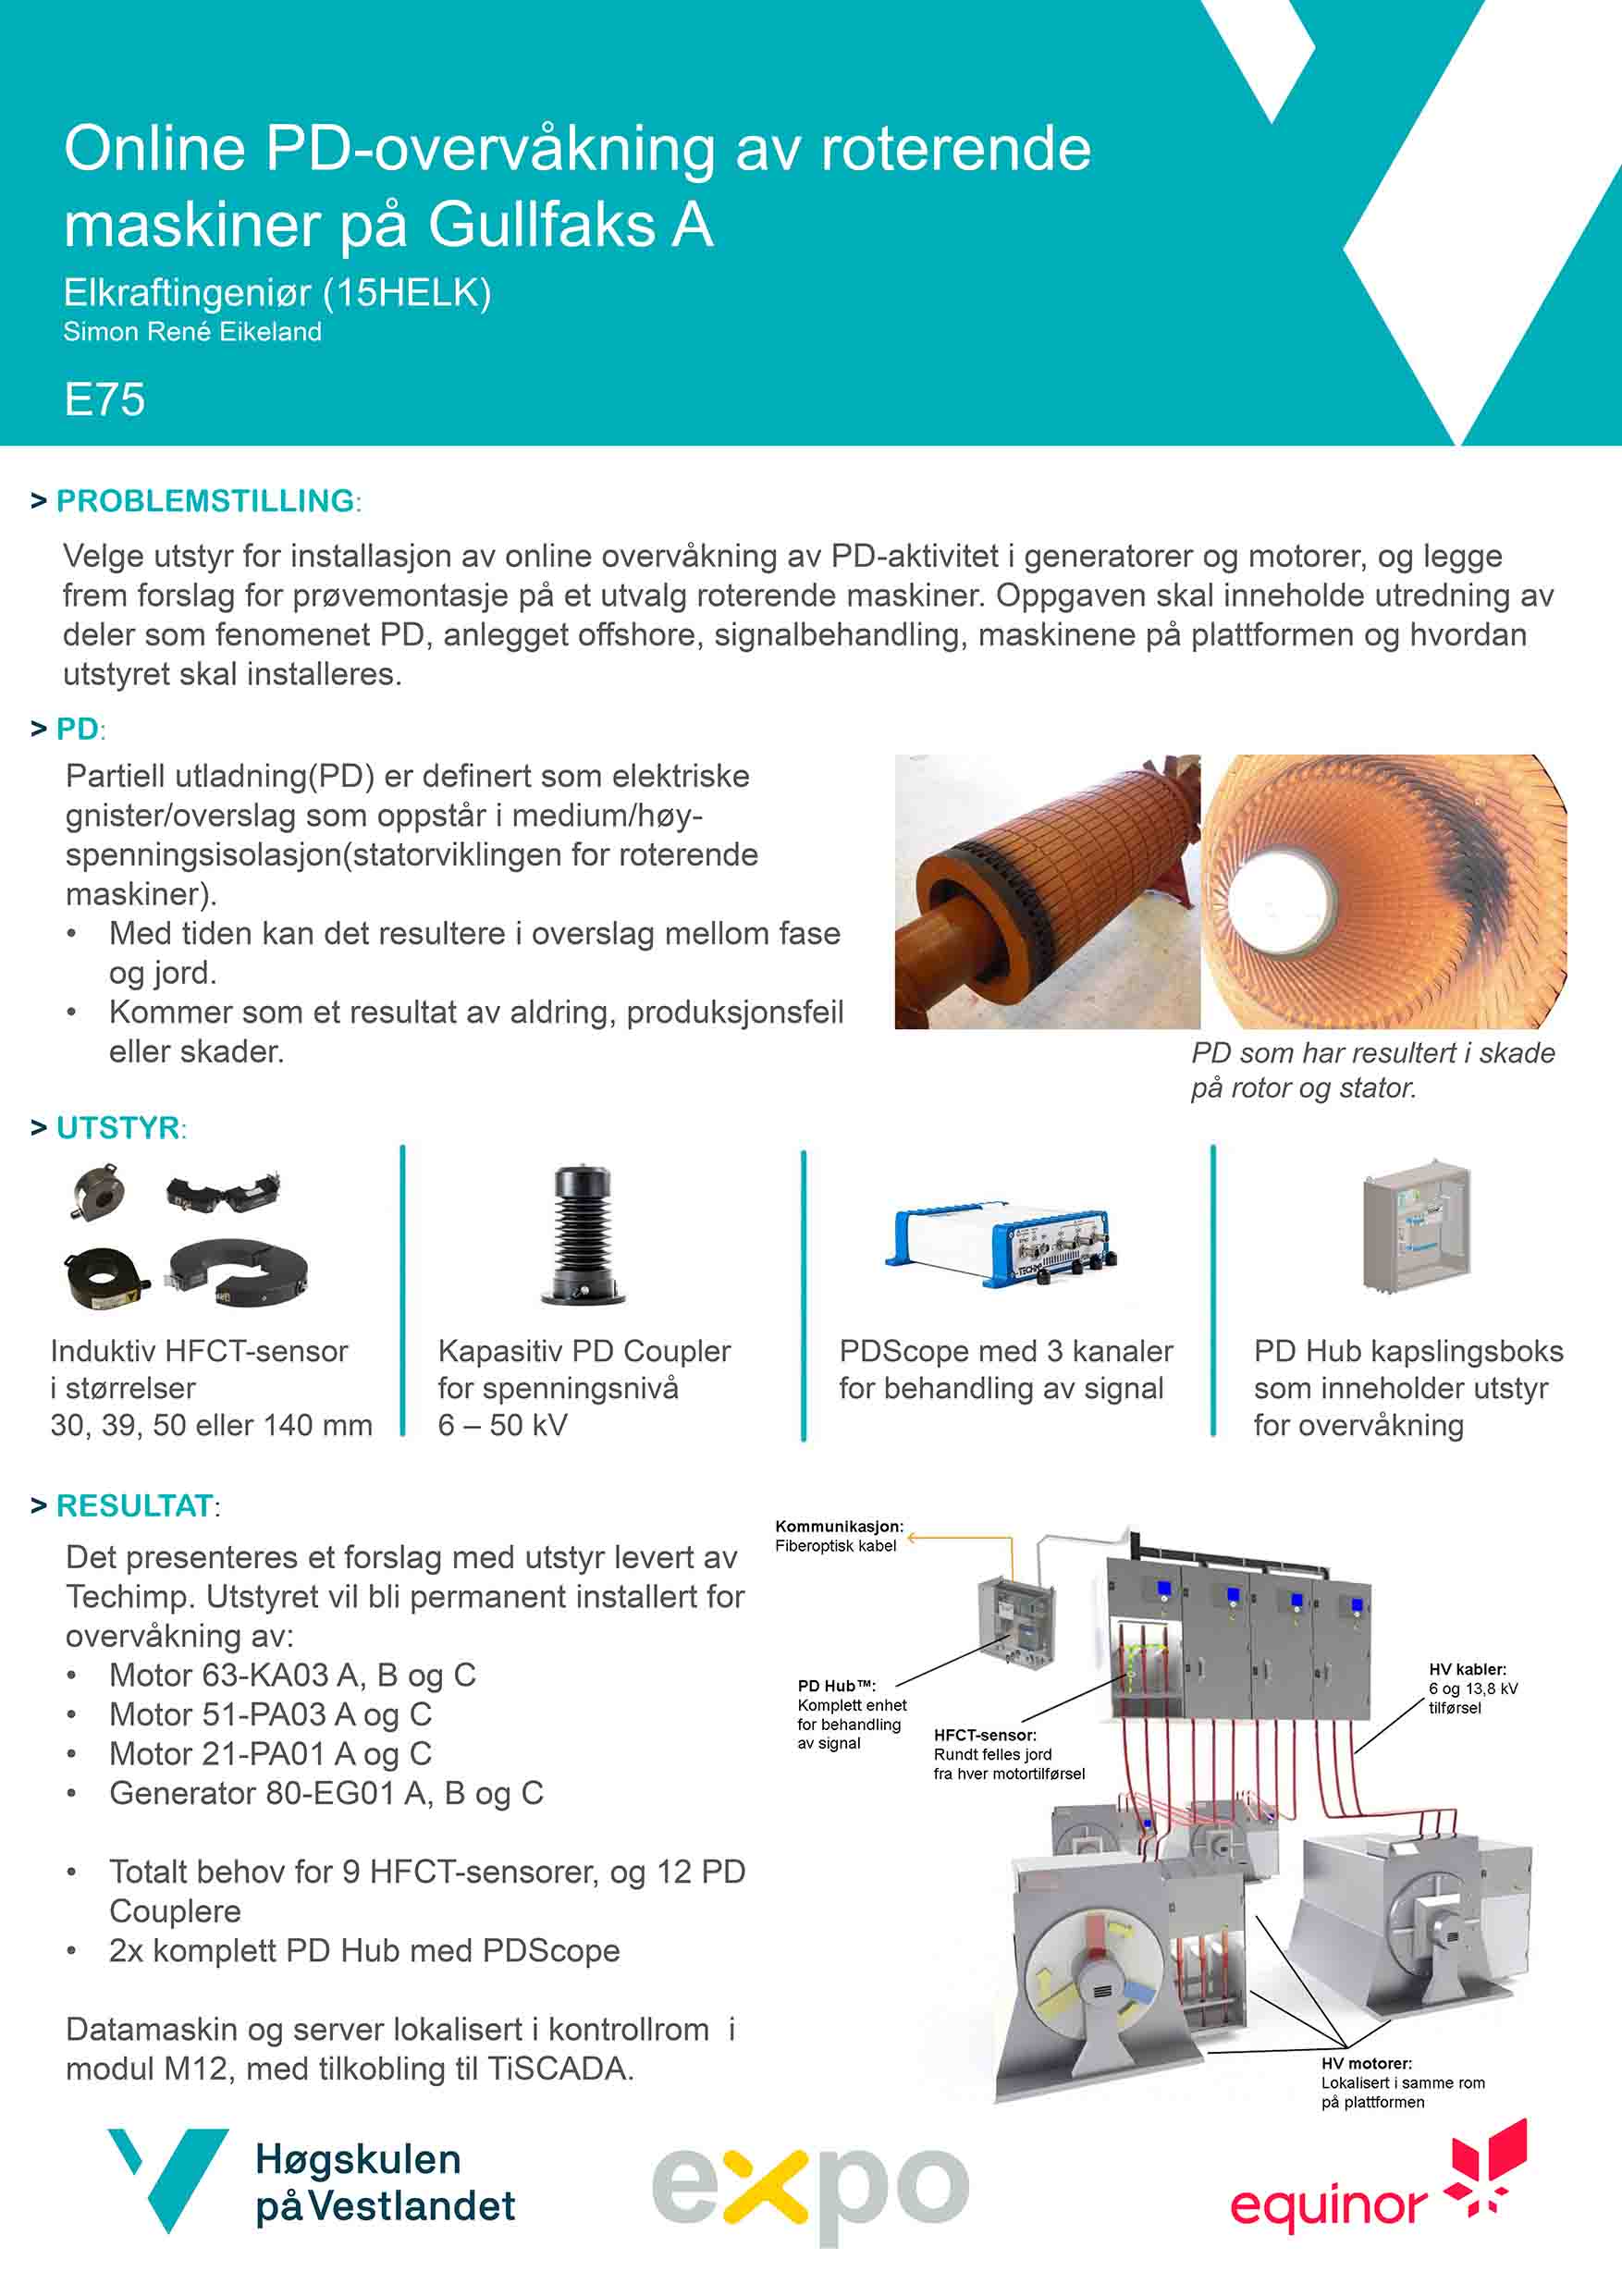 Online PD-overvåkning av roterende
maskiner på Gullfaks A
Elkraftingeniør (15HELK)
Simon René Eikeland
E75
> PROBLEMSTILLING:
Velge utstyr for installasjon av online overvåkning av PD-aktivitet i generatorer og motorer, og legge
frem forslag for prøvemontasje på et utvalg roterende maskiner. Oppgaven skal inneholde utredning av
deler som fenomenet PD, anlegget offshore, signalbehandling, maskinene på plattformen og hvordan
utstyret skal installeres.
> PD:
Partiell utladning(PD) er definert som elektriske
gnister/overslag som oppstår i medium/høy-
spenningsisolasjon(statorviklingen for roterende
maskiner).
• Med tiden kan det resultere i overslag mellom fase
og jord.
• Kommer som et resultat av aldring, produksjonsfeil
eller skader.
PD som har resultert i skade
på rotor og stator.
> UTSTYR:
Induktiv HFCT-sensor
i størrelser
30, 39, 50 eller 140 mm
Kapasitiv PD Coupler
for spenningsnivå
6 – 50 kV
PDScope med 3 kanaler
for behandling av signal
PD Hub kapslingsboks
som inneholder utstyr
for overvåkning
> RESULTAT:
Det presenteres et forslag med utstyr levert av
Techimp. Utstyret vil bli permanent installert for
overvåkning av:
• Motor 63-KA03 A, B og C
• Motor 51-PA03 A og C
• Motor 21-PA01 A og C
• Generator 80-EG01 A, B og C
• Totalt behov for 9 HFCT-sensorer, og 12 PD
Couplere
• 2x komplett PD Hub med PDScope
Datamaskin og server lokalisert i kontrollrom i
modul M12, med tilkobling til TiSCADA.
Kommunikasjon:
Fiberoptisk kabel
PD Hub™:
Komplett enhet
for behandling
av signal
HFCT-sensor:
Rundt felles jord
fra hver motortilførsel
HV kabler:
6 og 13,8 kV
tilførsel
HV motorer:
Lokalisert i samme rom
på plattformen
Høgskulen
på Vestlandet
expo
equinor